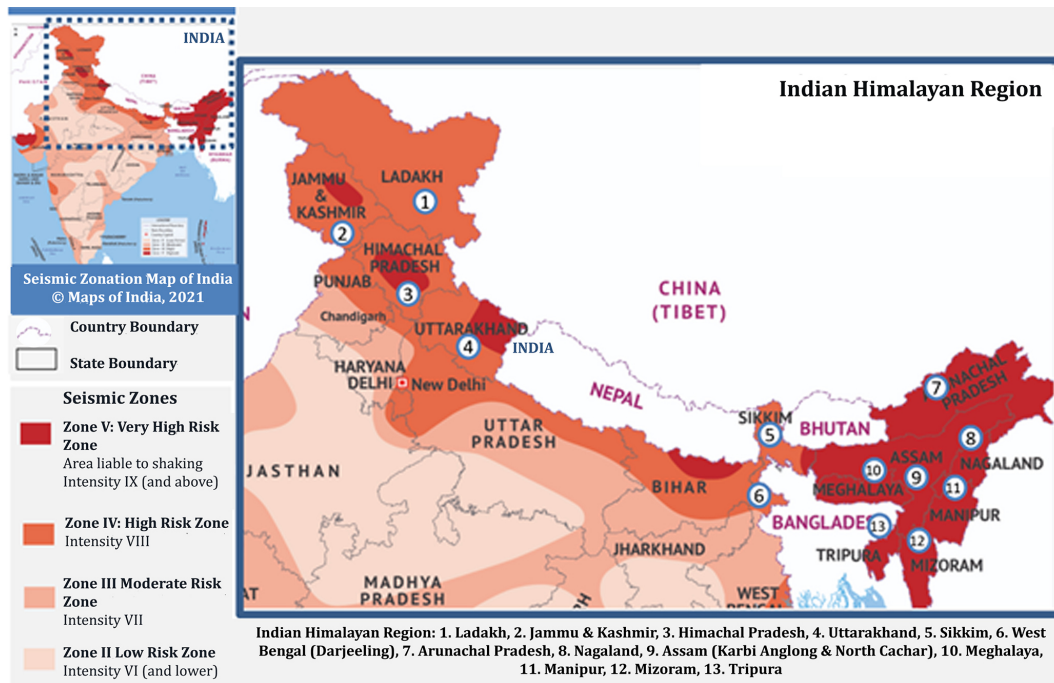 INDIA
Seismic Zonation Map of India
© Maps of India, 2021
Country Boundary
State Boundary
Seismic Zones
Zone V: Very High Risk
Zone
Area liable to shaking
Intensity IX (and above)
Zone IV: High Risk Zone
Intensity VIII
Zone III Moderate Risk
Zone
Intensity VII
Zone II Low Risk Zone
Intensity VI (and lower)
Indian Himalayan Region
JAMMU
&
KASHMIR
LADAKH
1
2
HIMACHAL
PRADESH
PUNJAB
3
Chandigarh
UTTARAKHAND
4
INDIA
CHINA
(TIBET)
HARYANA
DELHI
New Delhi
N
NEPAL
UTTAR
PRADESH
SIKKIM
5
BHUTAN
7
NACHAL
PRADESH
8
NAGALAND
ASSAM
9
10
MEGHALAYA
11
MANIPUR
JASTHAN
BIHAR
6
BANGLADE
13
12
TRIPURA
MIZORAM
JHARKHAND
MADHYA
PRADESH
WEST
BENGAL
AT
PH
Indian Himalayan Region: 1. Ladakh, 2. Jammu & Kashmir, 3. Himachal Pradesh, 4. Uttarakhand, 5. Sikkim, 6. West
Bengal (Darjeeling), 7. Arunachal Pradesh, 8. Nagaland, 9. Assam (Karbi Anglong & North Cachar), 10. Meghalaya,
11. Manipur, 12. Mizoram, 13. Tripura